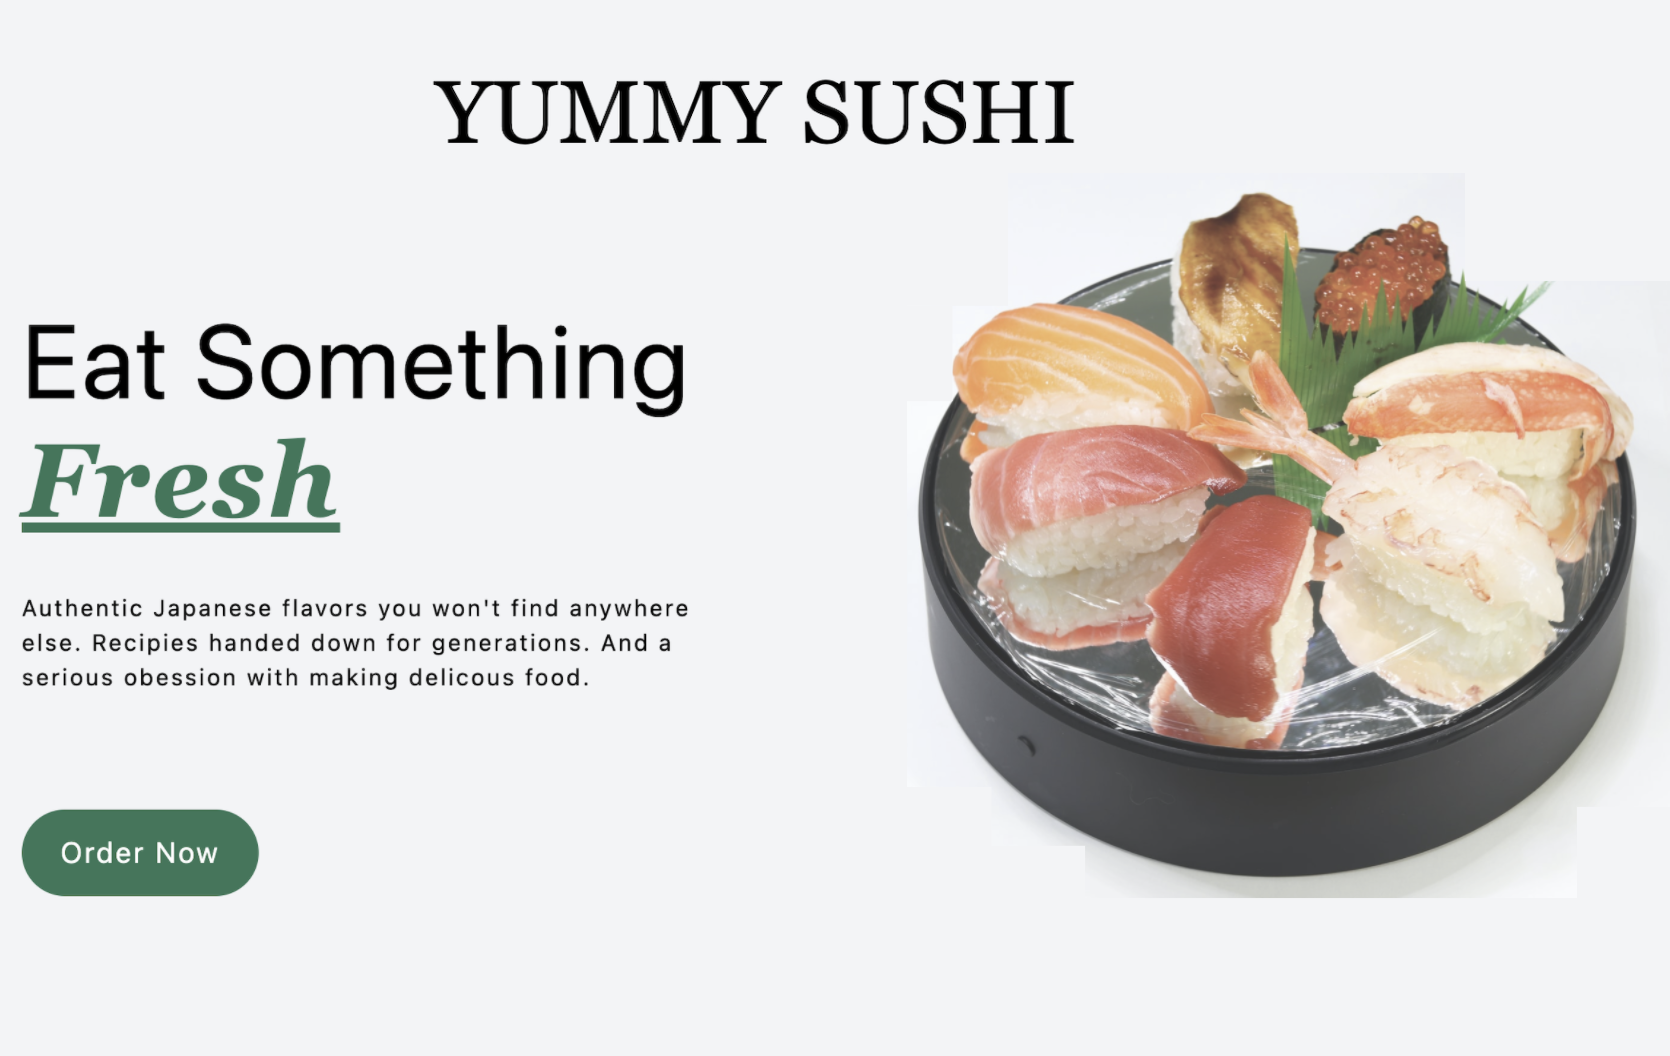 YUMMY SUSHI
Eat Something
Fresh
Authentic Japanese flavors you won't find anywhere
else. Recipies handed down for generations. And a
serious obession with making delicous food.
Order Now